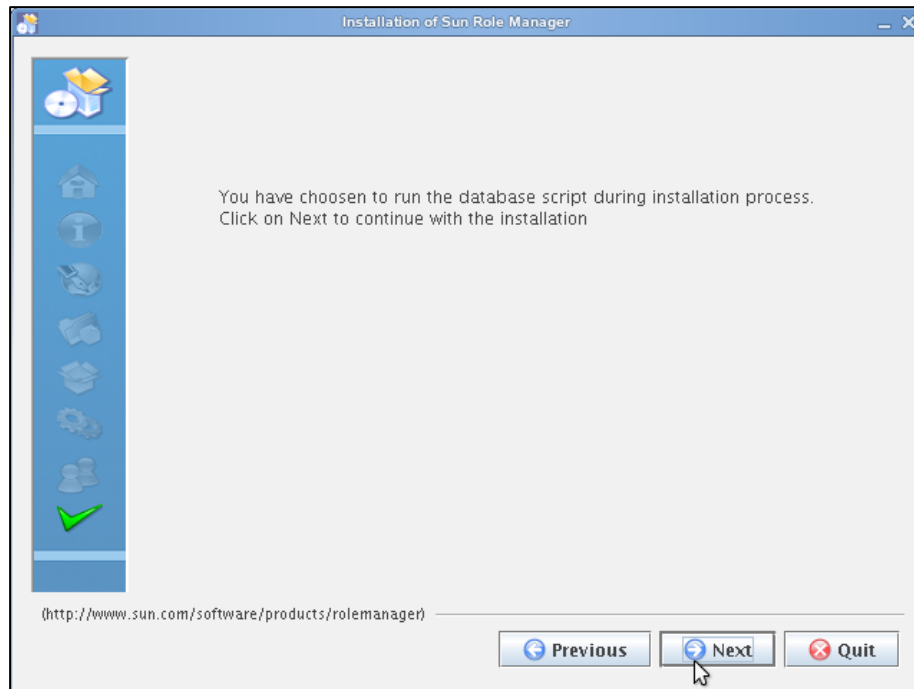 Installation of Sun Role Manager
You have choosen to run the database script during installation process.
Click on Next to continue with the installation
(http://www.sun.com/software/products/rolemanager)
Previous
Next
Quit